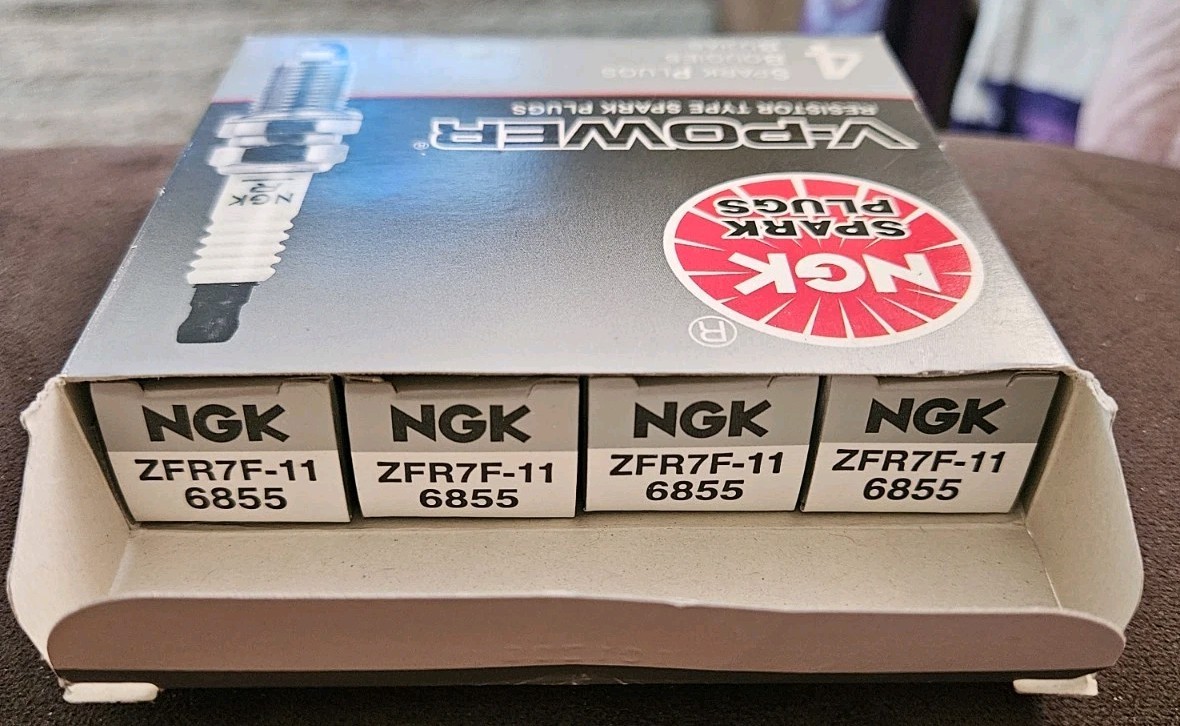 4
SPARK PLUGS
BOUGIES
BUJIAS
RESISTOR TYPE SPARK PLUGS
V-POWER®
NGK
R
NGK
SPARK
PLUGS
®
NGK
ZFR7F-11
6855
NGK
ZFR7F-11
6855
NGK
ZFR7F-11
6855
NGK
ZFR7F-11
6855